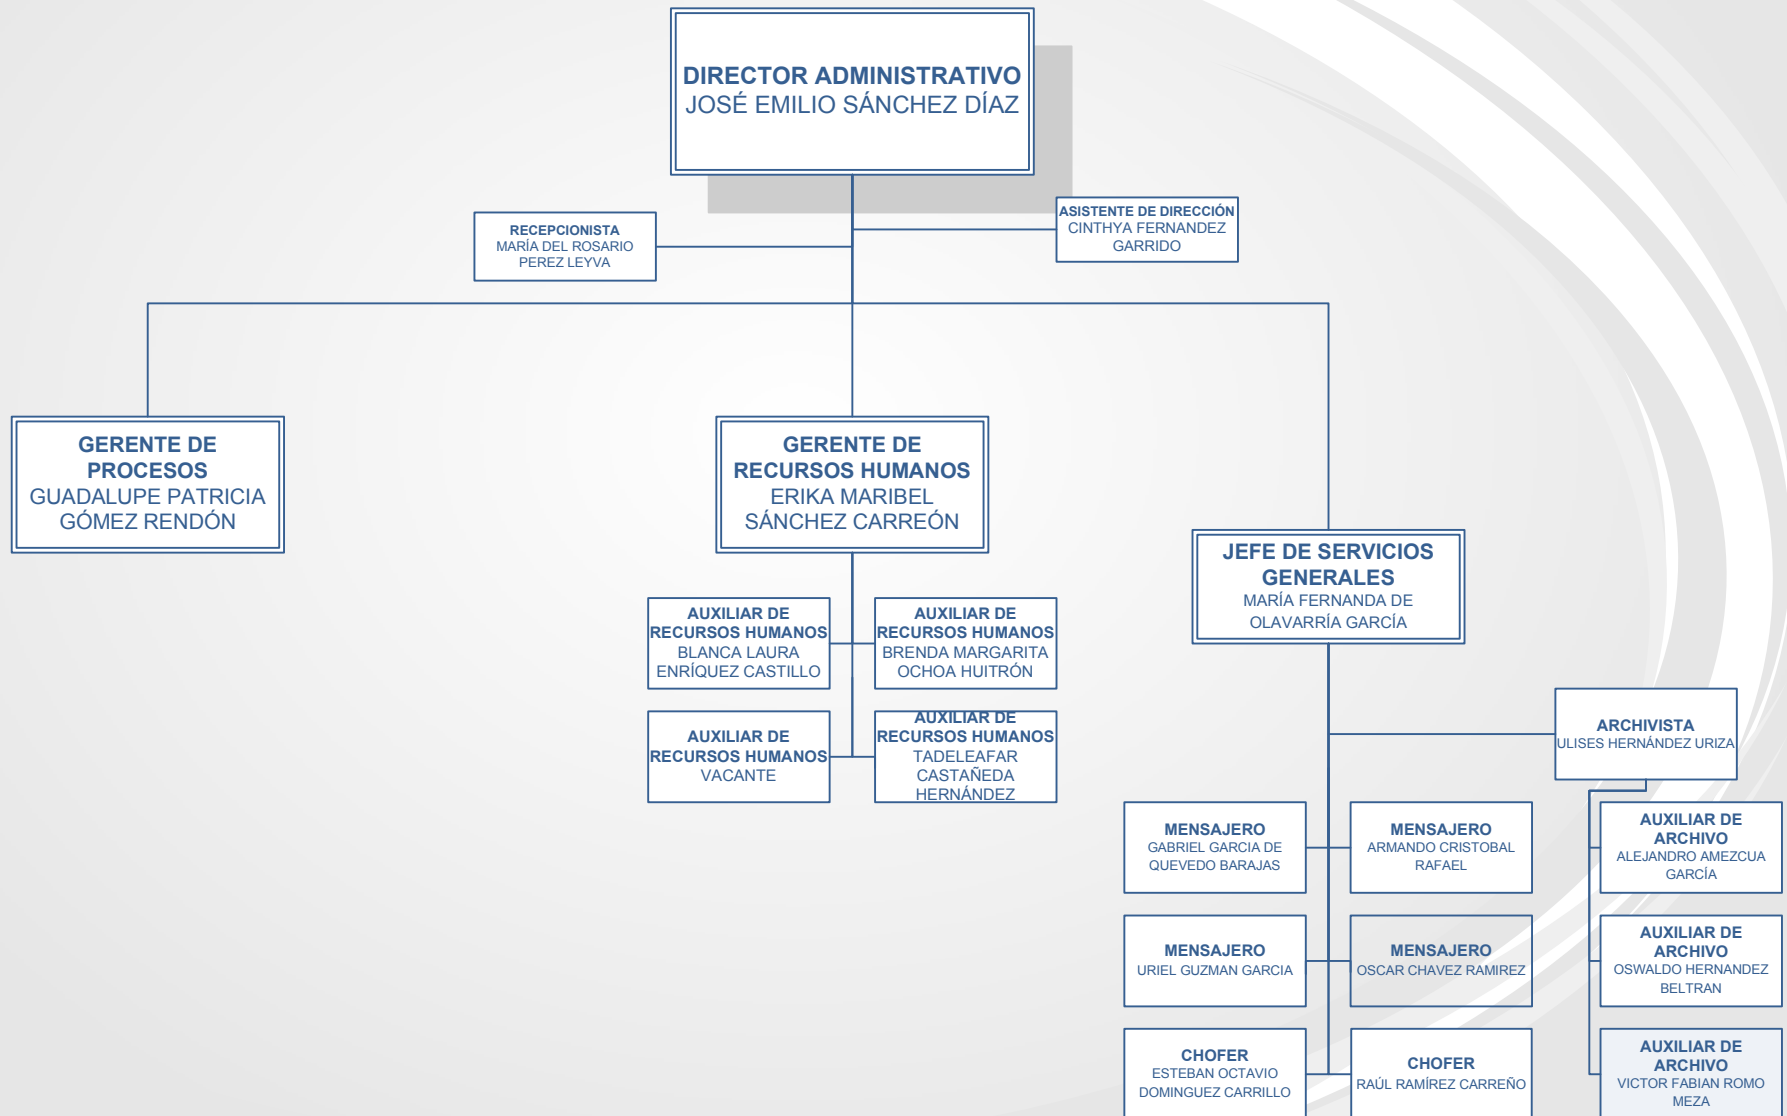 DIRECTOR ADMINISTRATIVO
JOSÉ EMILIO SÁNCHEZ DÍAZ
RECEPCIONISTA
MARÍA DEL ROSARIO
PEREZ LEYVA
ASISTENTE DE DIRECCIÓN
CINTHYA FERNANDEZ
GARRIDO
GERENTE DE
PROCESOS
GUADALUPE PATRICIA
GÓMEZ RENDÓN
GERENTE DE
RECURSOS HUMANOS
ERIKA MARIBEL
SÁNCHEZ CARREÓN
JEFE DE SERVICIOS
GENERALES
MARÍA FERNANDA DE
OLAVARRÍA GARCÍA
AUXILIAR DE
RECURSOS HUMANOS
BLANCA LAURA
ENRÍQUEZ CASTILLO
AUXILIAR DE
RECURSOS HUMANOS
BRENDA MARGARITA
OCHOA HUITRÓN
AUXILIAR DE
RECURSOS HUMANOS
VACANTE
AUXILIAR DE
RECURSOS HUMANOS
TADELEAFAR
CASTAÑEDA
HERNÁNDEZ
ARCHIVISTA
ULISES HERNÁNDEZ URIZA
MENSAJERO
GABRIEL GARCIA DE
QUEVEDO BARAJAS
MENSAJERO
ARMANDO CRISTOBAL
RAFAEL
AUXILIAR DE
ARCHIVO
ALEJANDRO AMEZCUA
GARCÍA
MENSAJERO
URIEL GUZMAN GARCIA
MENSAJERO
OSCAR CHAVEZ RAMIREZ
AUXILIAR DE
ARCHIVO
OSWALDO HERNANDEZ
BELTRAN
CHOFER
ESTEBAN OCTAVIO
DOMINGUEZ CARRILLO
CHOFER
RAÚL RAMÍREZ CARREÑO
AUXILIAR DE
ARCHIVO
VICTOR FABIAN ROMO
MEZA